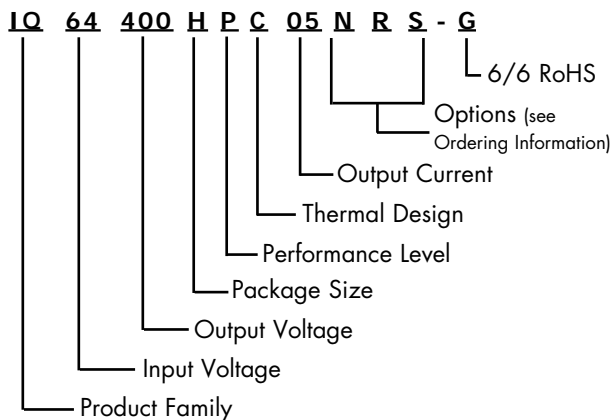 IQ 64 400 H P C 05 N R S - G
6/6 RoHS
Options (see
Ordering Information)
Output Current
Thermal Design
Performance Level
Package Size
Output Voltage
Input Voltage
Product Family